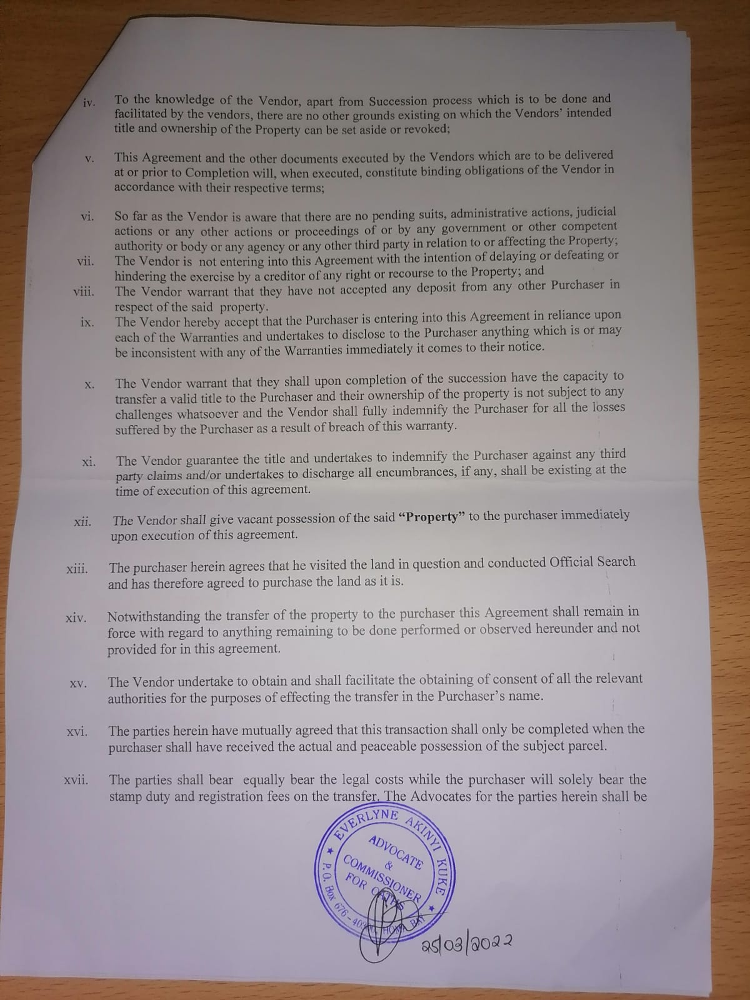 iv. To the knowledge of the Vendor, apart from Succession process which is to be done and
facilitated by the vendors, there are no other grounds existing on which the Vendors' intended
title and ownership of the Property can be set aside or revoked;
v. This Agreement and the other documents executed by the Vendors which are to be delivered
at or prior to Completion will, when executed, constitute binding obligations of the Vendor in
accordance with their respective terms;
vi. So far as the Vendor is aware that there are no pending suits, administrative actions, judicial
actions or any other actions or proceedings of or by any government or other competent
authority or body or any agency or any other third party in relation to or affecting the Property;
vii. The Vendor is not entering into this Agreement with the intention of delaying or defeating or
hindering the exercise by a creditor of any right or recourse to the Property; and
viii. The Vendor warrant that they have not accepted any deposit from any other Purchaser in
respect of the said property.
ix. The Vendor hereby accept that the Purchaser is entering into this Agreement in reliance upon
each of the Warranties and undertakes to disclose to the Purchaser anything which is or may
be inconsistent with any of the Warranties immediately it comes to their notice.
x. The Vendor warrant that they shall upon completion of the succession have the capacity to
transfer a valid title to the Purchaser and their ownership of the property is not subject to any
challenges whatsoever and the Vendor shall fully indemnify the Purchaser for all the losses
suffered by the Purchaser as a result of breach of this warranty.
xi. The Vendor guarantee the title and undertakes to indemnify the Purchaser against any third
party claims and/or undertakes to discharge all encumbrances, if any, shall be existing at the
time of execution of this agreement.
xii. The Vendor shall give vacant possession of the said “Property” to the purchaser immediately
upon execution of this agreement.
xiii. The purchaser herein agrees that he visited the land in question and conducted Official Search
and has therefore agreed to purchase the land as it is.
xiv. Notwithstanding the transfer of the property to the purchaser this Agreement shall remain in
force with regard to anything remaining to be done performed or observed hereunder and not
provided for in this agreement.
xv. The Vendor undertake to obtain and shall facilitate the obtaining of consent of all the relevant
authorities for the purposes of effecting the transfer in the Purchaser's name.
xvi. The parties herein have mutually agreed that this transaction shall only be completed when the
purchaser shall have received the actual and peaceable possession of the subject parcel.
xvii. The parties shall bear equally bear the legal costs while the purchaser will solely bear the
stamp duty and registration fees on the transfer. The Advocates for the parties herein shall be
EVERLYNE AKINYI KUKE
ADVOCATE
&
COMMISSIONER
FOR OATHS
P.O. Box 676 - HOMA BAY
25/03/2022